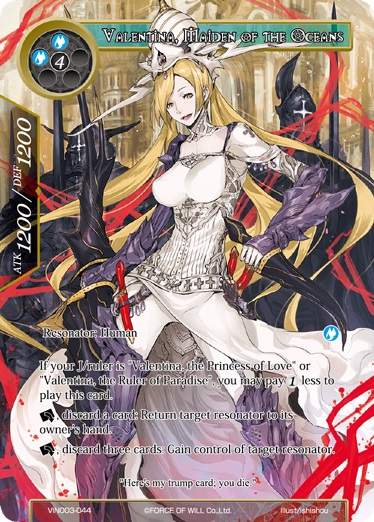 Valentina, Maiden of the Oceans
4
ATK 1200 / DEF 1200
Resonator: Human
If your J/ruler is "Valentina, the Princess of Love" or
"Valentina, the Ruler of Paradise", you may pay 1 less to
play this card.
, discard a card: Return target resonator to its
owner's hand.
, discard three cards: Gain control of target resonator.
"Here's my trump card; you die."
VIN003-044
©FORCE OF WILL Co.,Ltd.
Illust/Ishishou